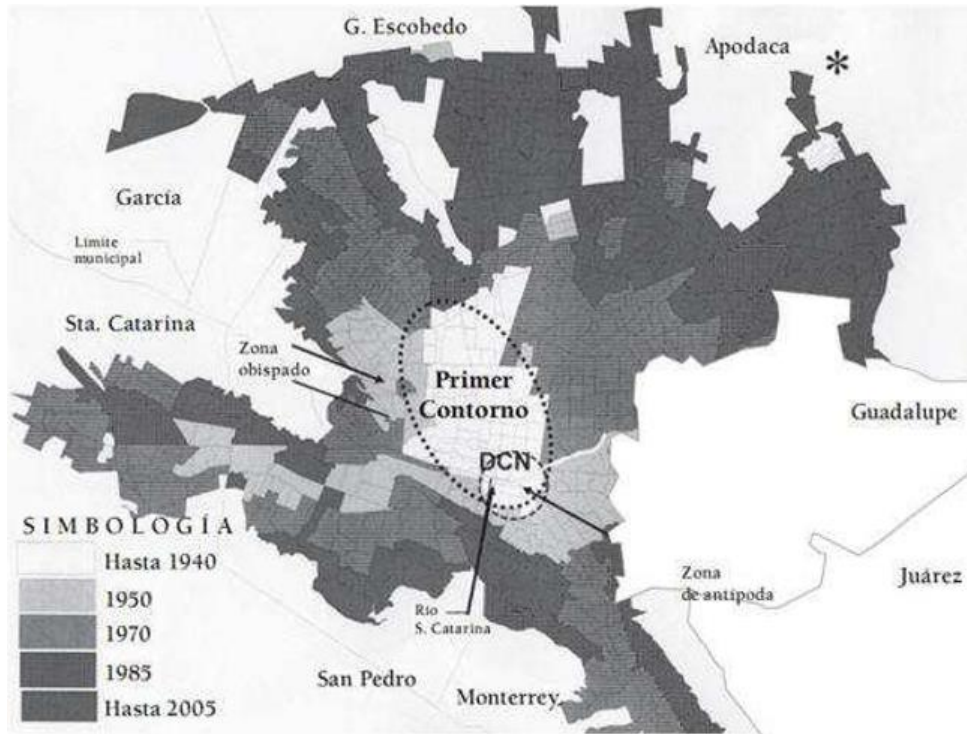 G. Escobedo
Apodaca
*
García
Límite
municipal
Sta. Catarina
Zona
obispado
Primer
Contorno
Guadalupe
DCN
SIMBOLOGÍA
Hasta 1940
1950
1970
1985
Hasta 2005
Río
S. Catarina
Zona
de antípoda
Juárez
San Pedro
Monterrey